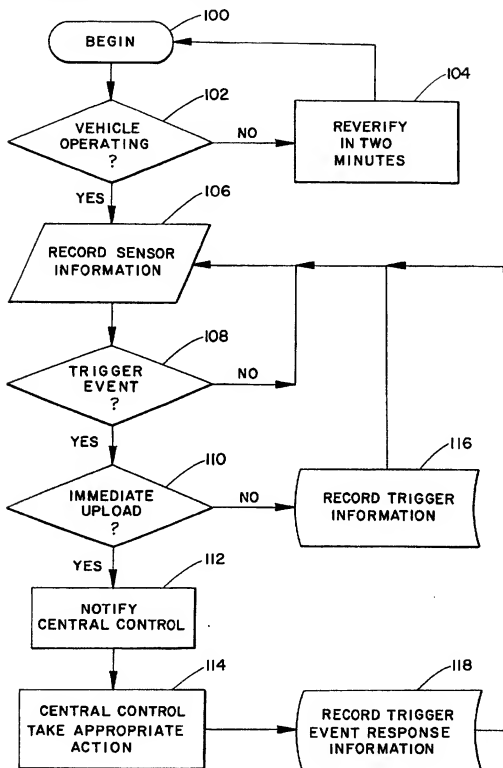 100
BEGIN
102
104
VEHICLE
OPERATING
?
NO
REVERIFY
IN TWO
MINUTES
YES
106
RECORD SENSOR
INFORMATION
108
TRIGGER
EVENT
?
NO
YES
110
116
IMMEDIATE
UPLOAD
?
NO
RECORD TRIGGER
INFORMATION
YES
112
NOTIFY
CENTRAL CONTROL
114
118
CENTRAL CONTROL
TAKE APPROPRIATE
ACTION
RECORD TRIGGER
EVENT RESPONSE
INFORMATION